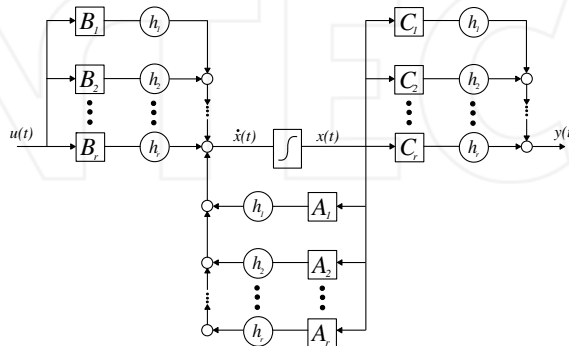 B₁ h₁ C₁ h₁
B₂ h₂ C₂ h₂
u(t) ẋ(t) x(t) y(t
Bᵣ hᵣ Cᵣ hᵣ
h₁ A₁
h₂ A₂
hᵣ Aᵣ